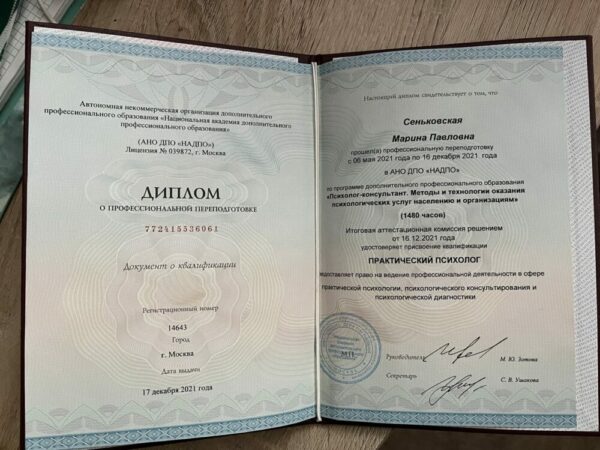 Автономная некоммерческая организация дополнительного
профессионального образования «Национальная академия дополнительного
профессионального образования»
(АНО ДПО «НАДПО»)
Лицензия № 039872, г. Москва
ДИПЛОМ
О ПРОФЕССИОНАЛЬНОЙ ПЕРЕПОДГОТОВКЕ
772415536061
Документ о квалификации
Регистрационный номер
14643
Город
г. Москва
Дата выдачи
17 декабря 2021 года
Настоящий диплом свидетельствует о том, что
Сеньковская
Марина Павловна
прошел(а) профессиональную переподготовку
с 06 мая 2021 года по 16 декабря 2021 года
в АНО ДПО «НАДПО»
по программе дополнительного профессионального образования
«Психолог-консультант. Методы и технологии оказания
психологических услуг населению и организациям»
(1480 часов)
Итоговая аттестационная комиссия решением
от 16.12.2021 года
удостоверяет присвоение квалификации
ПРАКТИЧЕСКИЙ ПСИХОЛОГ
предоставляет право на ведение профессиональной деятельности в сфере
практической психологии, психологического консультирования и
психологической диагностики
М.П.
Руководитель
М. Ю. Зотова
Секретарь
С. В. Ушакова